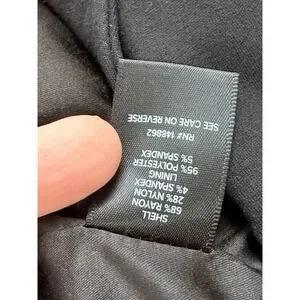 SHELL
68% RAYON
28% NYLON
4% SPANDEX
LINING
95% POLYESTER
5% SPANDEX
RN# 148862
SEE CARE ON REVERSE